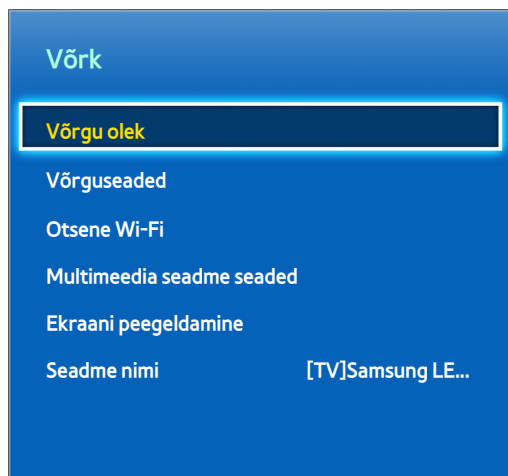 Võrk
Võrgu olek
Võrguseaded
Otsene Wi-Fi
Multimeedia seadme seaded
Ekraani peegeldamine
Seadme nimi [TV]Samsung LE...